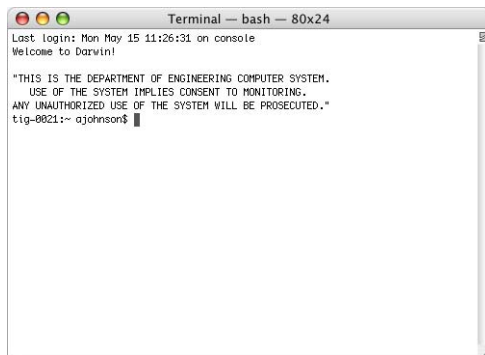 Terminal — bash — 80x24
Last login: Mon May 15 11:26:31 on console
Welcome to Darwin!
"THIS IS THE DEPARTMENT OF ENGINEERING COMPUTER SYSTEM.
USE OF THE SYSTEM IMPLIES CONSENT TO MONITORING.
ANY UNAUTHORIZED USE OF THE SYSTEM WILL BE PROSECUTED."
tig-0021:~ ajohnson$